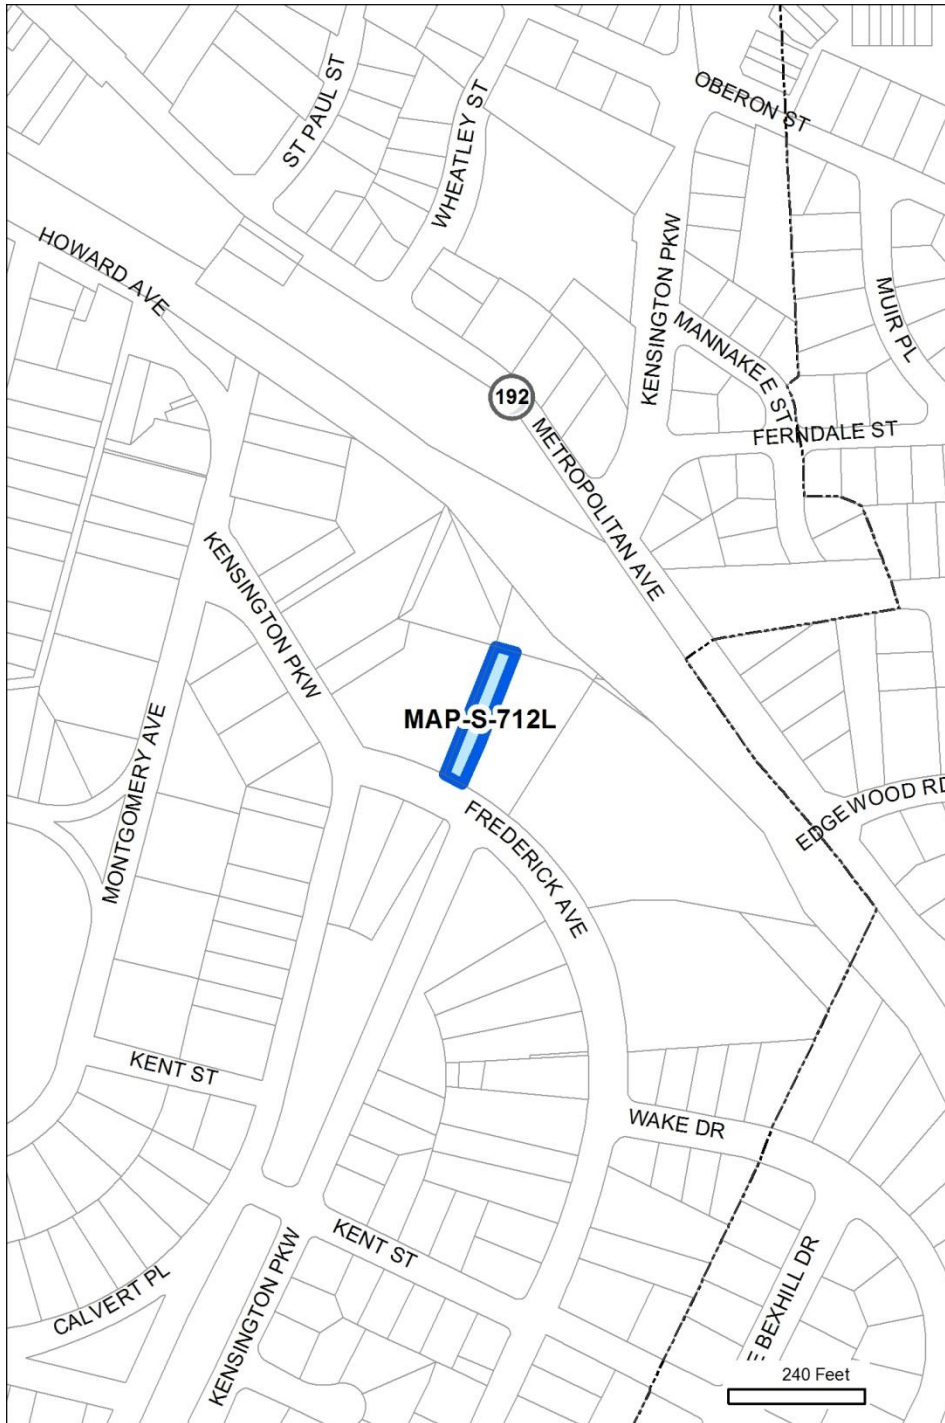 OBERON ST
ST PAUL ST
WHEATLEY ST
HOWARD AVE
KENSINGTON PKW
MUIR PL
MANNAKEE ST
192
FERNDALE ST
METROPOLITAN AVE
KENSINGTON PKW
MAP-S-712L
MONTGOMERY AVE
EDGEWOOD RD
FREDERICK AVE
KENT ST
WAKE DR
KENT ST
CALVERT PL
KENSINGTON PKW
E BEXHILL DR
240 Feet